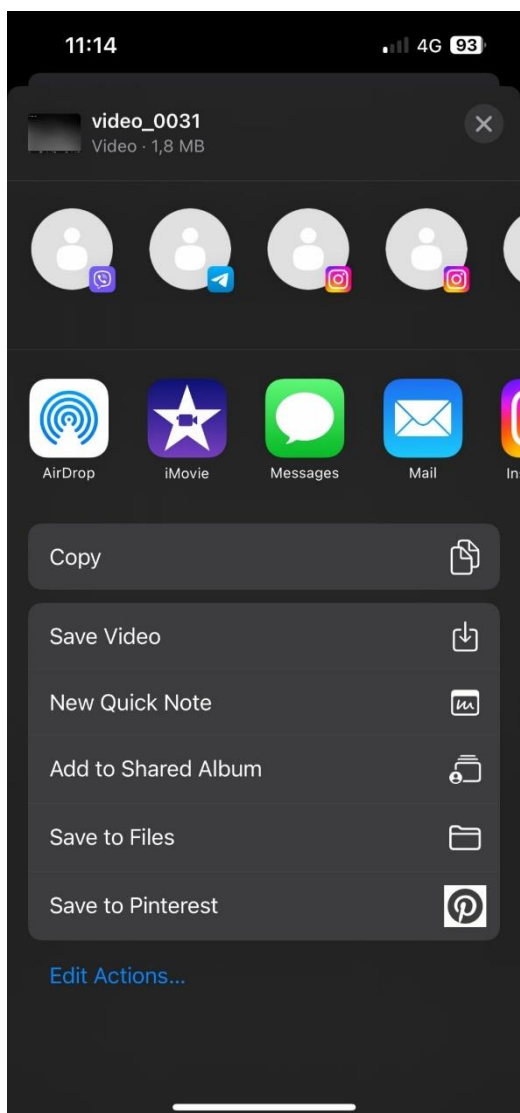 11:14
4G 93
video_0031
Video · 1,8 MB
AirDrop iMovie Messages Mail In
Copy
Save Video
New Quick Note
Add to Shared Album
Save to Files
Save to Pinterest
Edit Actions...